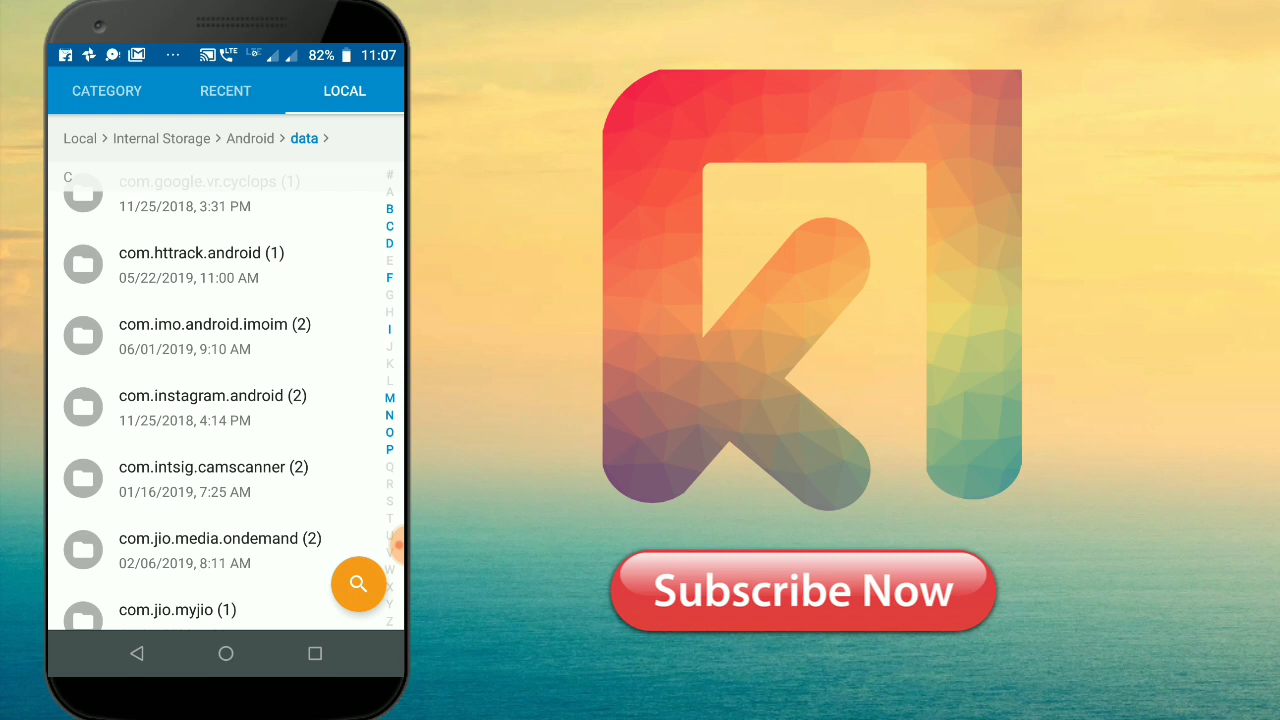 LTE 82% 11:07
CATEGORY RECENT LOCAL
Local > Internal Storage > Android > data >
C
com.google.vr.cyclops (1)
11/25/2018, 3:31 PM
com.httrack.android (1)
05/22/2019, 11:00 AM
com.imo.android.imoim (2)
06/01/2019, 9:10 AM
com.instagram.android (2)
11/25/2018, 4:14 PM
com.intsig.camscanner (2)
01/16/2019, 7:25 AM
com.jio.media.ondemand (2)
02/06/2019, 8:11 AM
com.jio.myjio (1)
#
A
B
C
D
E
F
G
H
I
J
K
L
M
N
O
P
Q
R
S
T
U
V
W
X
Y
Z
Subscribe Now